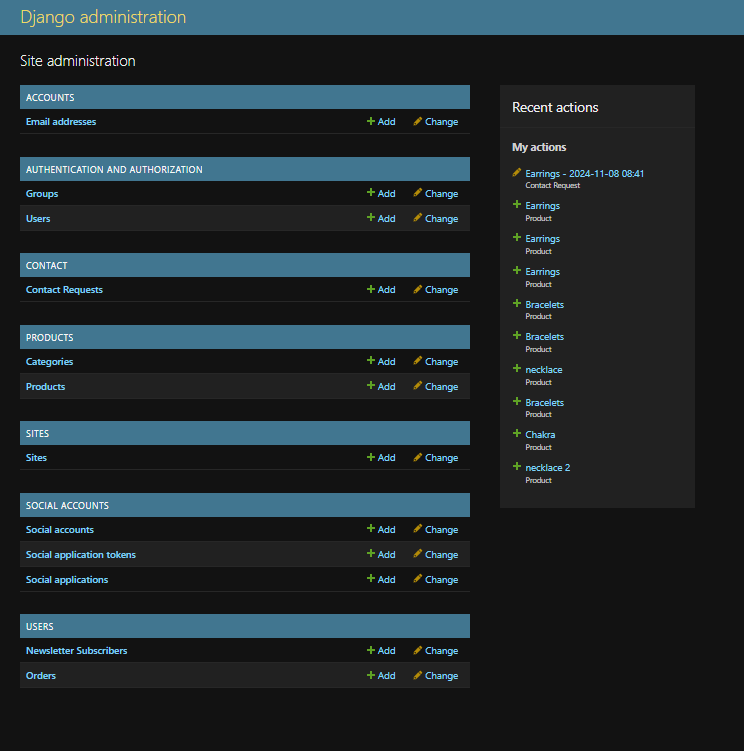 Django administration
Site administration
ACCOUNTS
Email addresses Add Change
AUTHENTICATION AND AUTHORIZATION
Groups Add Change
Users Add Change
CONTACT
Contact Requests Add Change
PRODUCTS
Categories Add Change
Products Add Change
SITES
Sites Add Change
SOCIAL ACCOUNTS
Social accounts Add Change
Social application tokens Add Change
Social applications Add Change
USERS
Newsletter Subscribers Add Change
Orders Add Change
Recent actions
My actions
Earrings - 2024-11-08 08:41
Contact Request
Earrings
Product
Earrings
Product
Earrings
Product
Bracelets
Product
Bracelets
Product
necklace
Product
Bracelets
Product
Chakra
Product
necklace 2
Product